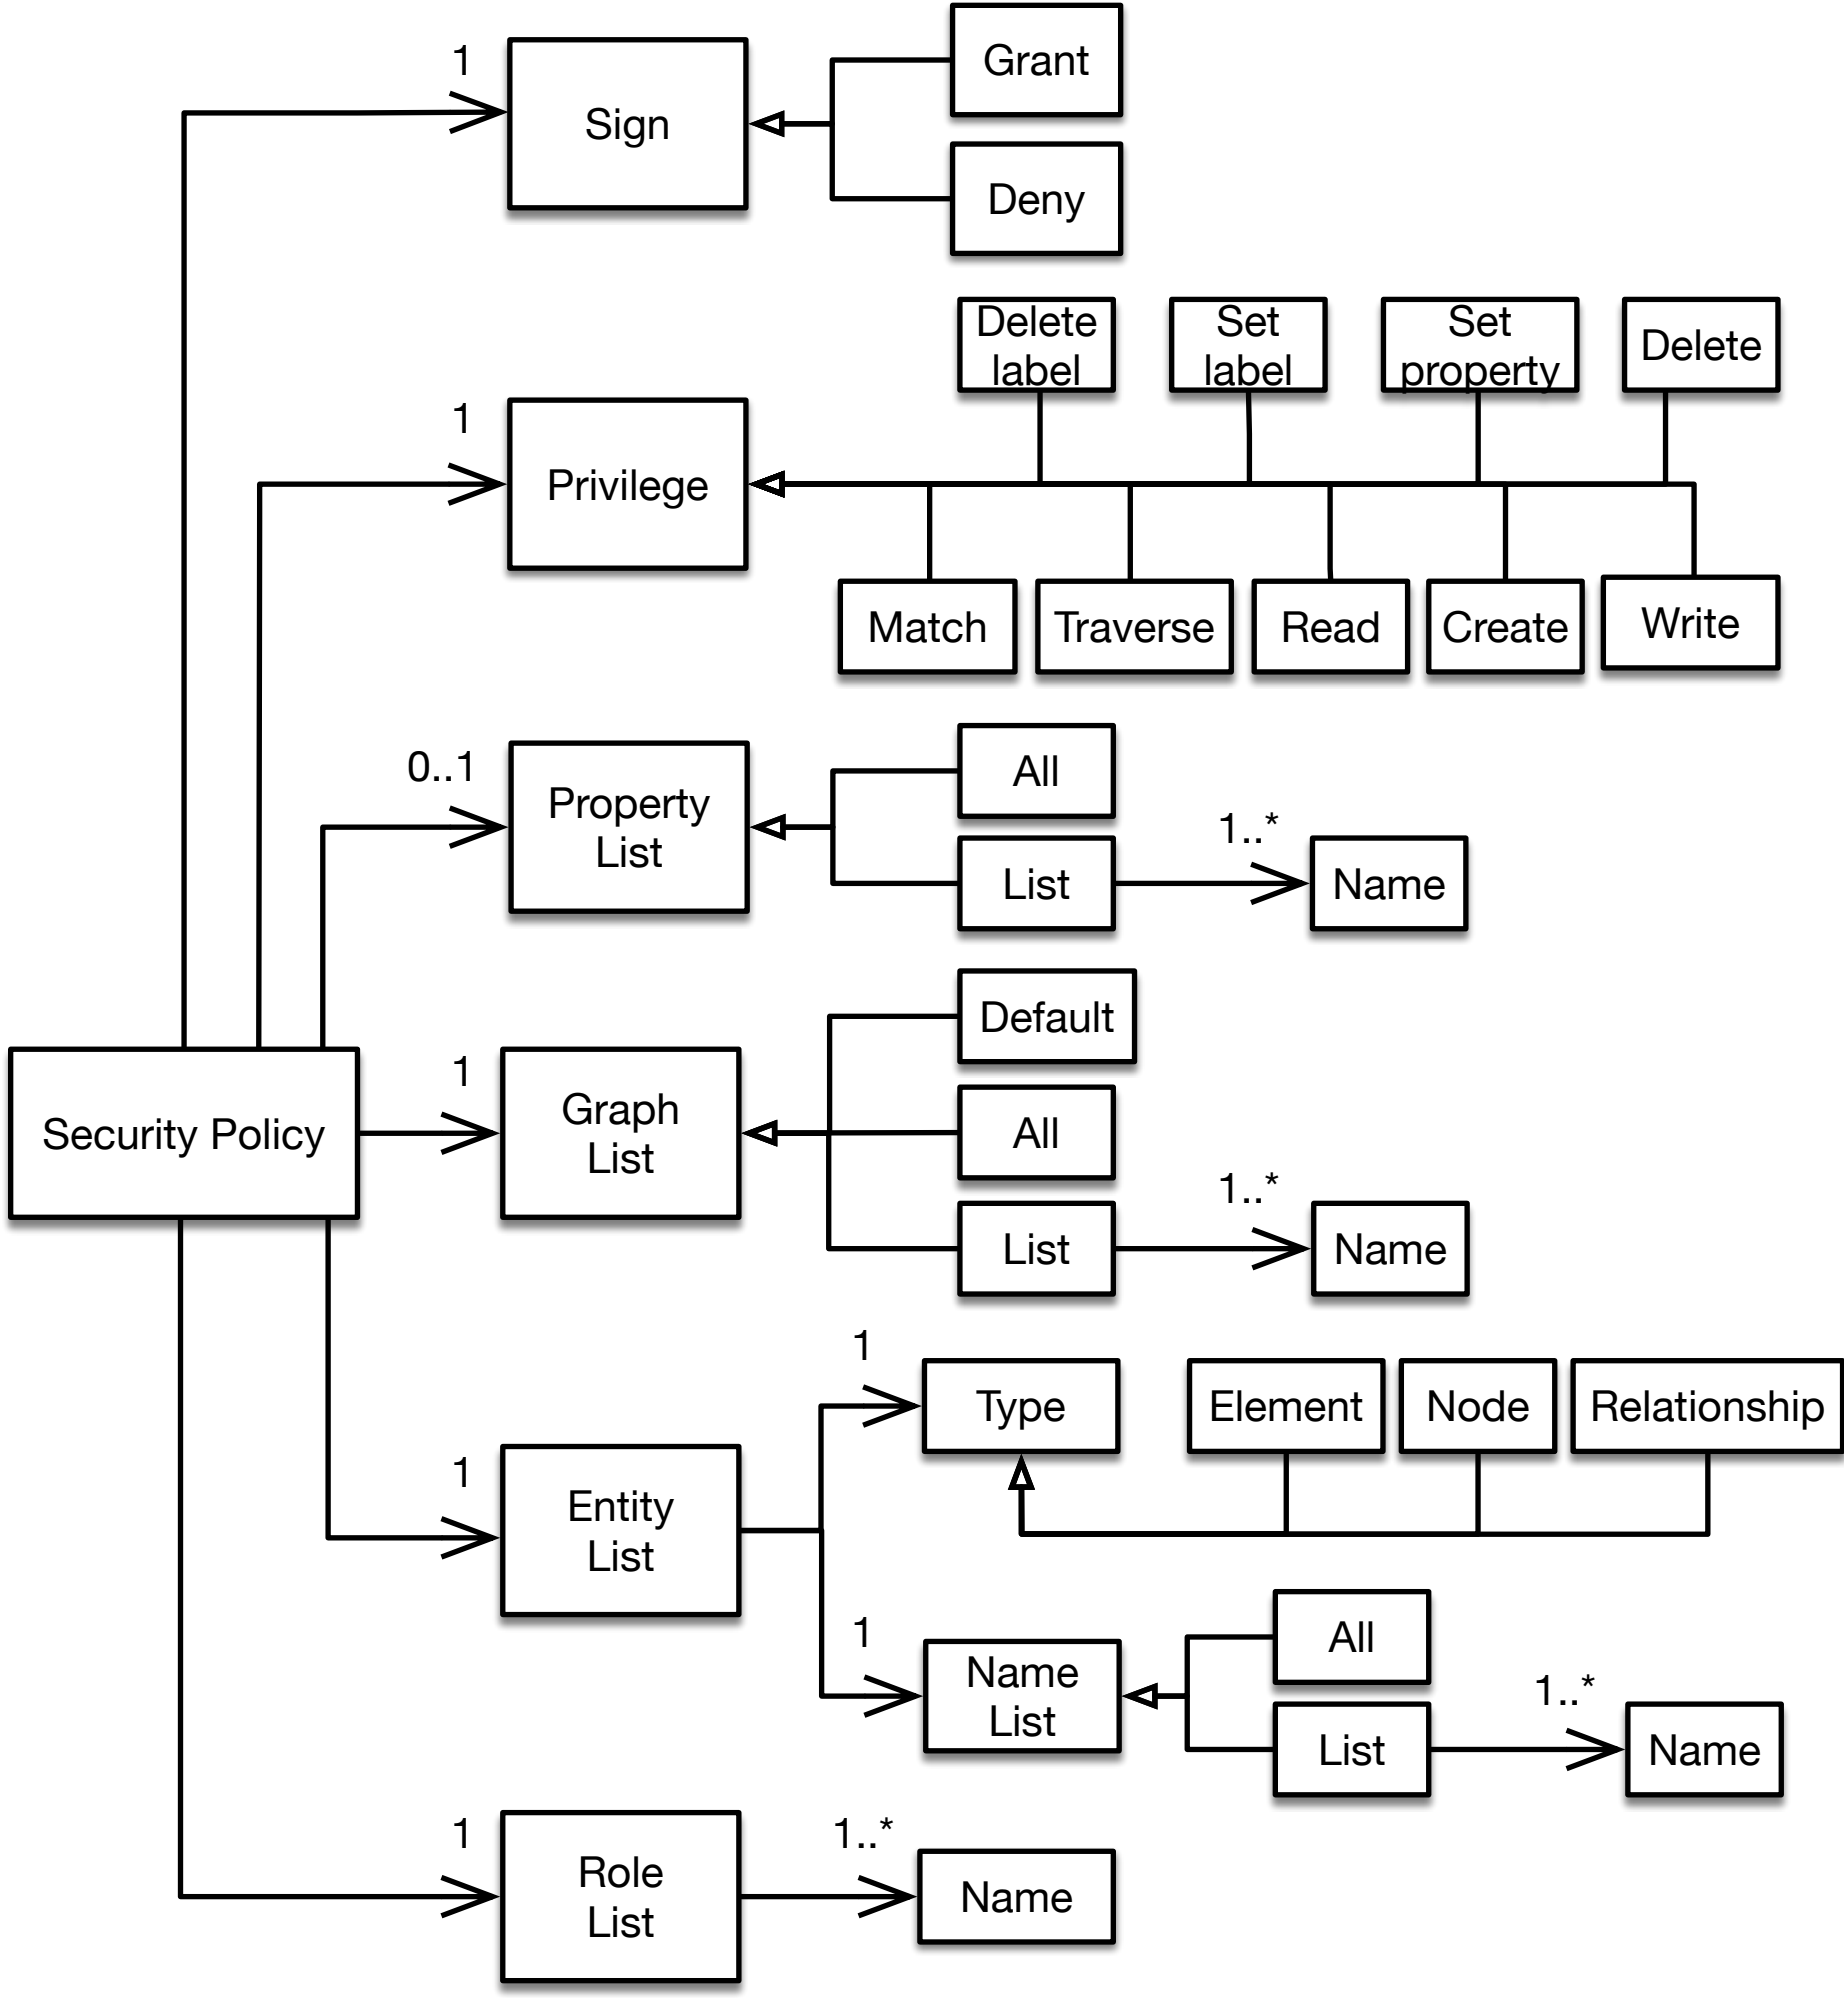 1
Sign
Grant
Deny
1
Privilege
Delete
label
Set
label
Set
property
Delete
Match
Traverse
Read
Create
Write
0..1
Property
List
All
List
1..*
Name
Security Policy
1
Graph
List
Default
All
List
1..*
Name
1
Entity
List
1
Type
Element
Node
Relationship
1
Name
List
All
List
1..*
Name
1
Role
List
1..*
Name